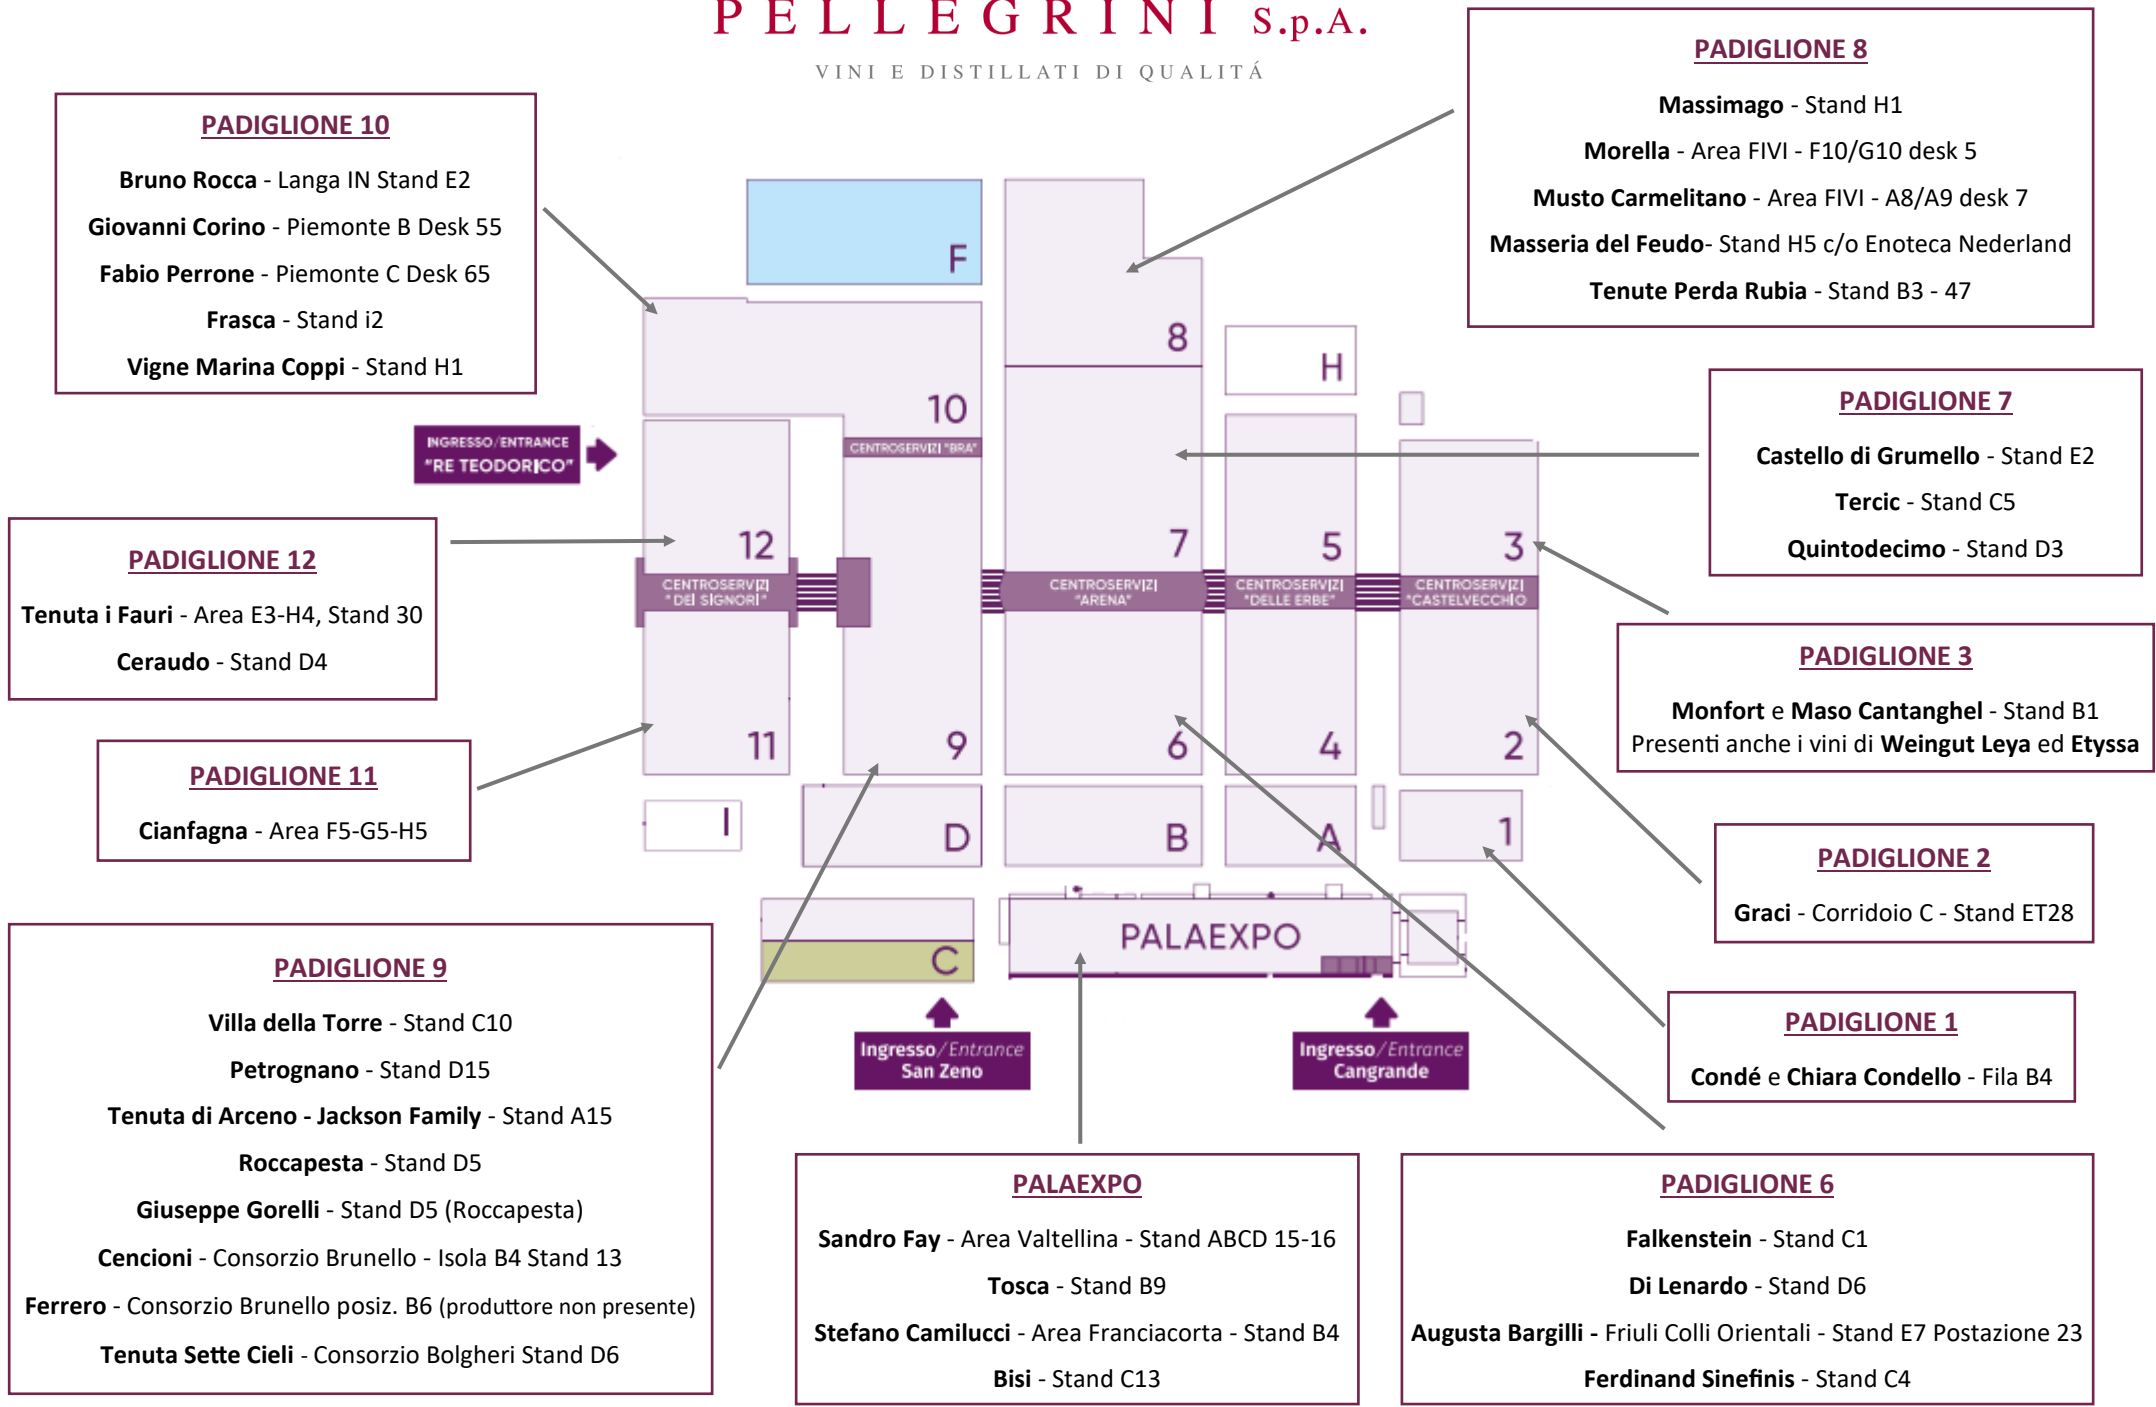 PELLEGRINI S.p.A.
VINI E DISTILLATI DI QUALITÁ
PADIGLIONE 10
Bruno Rocca - Langa IN Stand E2
Giovanni Corino - Piemonte B Desk 55
Fabio Perrone - Piemonte C Desk 65
Frasca - Stand i2
Vigne Marina Coppi - Stand H1
PADIGLIONE 8
Massimago - Stand H1
Morella - Area FIVI - F10/G10 desk 5
Musto Carmelitano - Area FIVI - A8/A9 desk 7
Masseria del Feudo- Stand H5 c/o Enoteca Nederland
Tenute Perda Rubia - Stand B3 - 47
PADIGLIONE 7
Castello di Grumello - Stand E2
Tercic - Stand C5
Quintodecimo - Stand D3
PADIGLIONE 12
Tenuta i Fauri - Area E3-H4, Stand 30
Ceraudo - Stand D4
PADIGLIONE 3
Monfort e Maso Cantanghel - Stand B1
Presenti anche i vini di Weingut Leya ed Etyssa
PADIGLIONE 11
Cianfagna - Area F5-G5-H5
PADIGLIONE 2
Graci - Corridoio C - Stand ET28
PADIGLIONE 9
Villa della Torre - Stand C10
Petrognano - Stand D15
Tenuta di Arceno - Jackson Family - Stand A15
Roccapesta - Stand D5
Giuseppe Gorelli - Stand D5 (Roccapesta)
Cencioni - Consorzio Brunello - Isola B4 Stand 13
Ferrero - Consorzio Brunello posiz. B6 (produttore non presente)
Tenuta Sette Cieli - Consorzio Bolgheri Stand D6
PADIGLIONE 1
Condé e Chiara Condello - Fila B4
PALAEXPO
Sandro Fay - Area Valtellina - Stand ABCD 15-16
Tosca - Stand B9
Stefano Camilucci - Area Franciacorta - Stand B4
Bisi - Stand C13
PADIGLIONE 6
Falkenstein - Stand C1
Di Lenardo - Stand D6
Augusta Bargilli - Friuli Colli Orientali - Stand E7 Postazione 23
Ferdinand Sinefinis - Stand C4
F
8
H
10
CENTROSERVIZI "BRA"
INGRESSO/ENTRANCE
"RE TEODORICO"
12
7
5
3
CENTROSERVIZI
"DEI SIGNORI"
CENTROSERVIZI
"ARENA"
CENTROSERVIZI
"DELLE ERBE"
CENTROSERVIZI
"CASTELVECCHIO
11
9
6
4
2
I
D
B
A
1
C
PALAEXPO
Ingresso/Entrance
San Zeno
Ingresso/Entrance
Cangrande